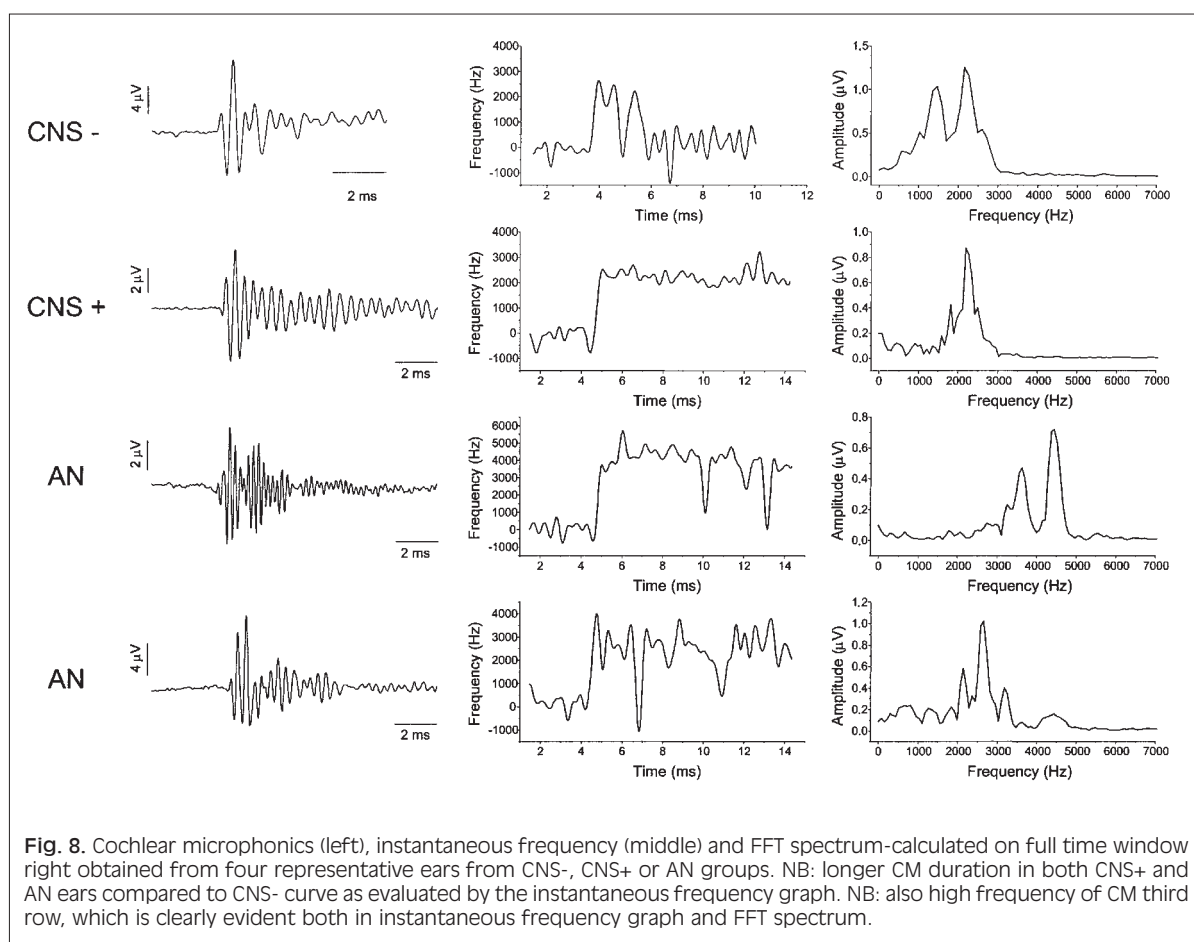 CNS -
4 µV
2 ms
Frequency (Hz)
4000
3000
2000
1000
0
-1000
2 4 6 8 10 12
Time (ms)
Amplitude (µV)
1.5
1.0
0.5
0.0
0 1000 2000 3000 4000 5000 6000 7000
Frequency (Hz)
CNS +
2 µV
2 ms
Frequency (Hz)
4000
3000
2000
1000
0
-1000
2 4 6 8 10 12 14
Time (ms)
Amplitude (µV)
1.0
0.8
0.6
0.4
0.2
0.0
0 1000 2000 3000 4000 5000 6000 7000
Frequency (Hz)
AN
2 µV
2 ms
Frequency (Hz)
6000
5000
4000
3000
2000
1000
0
-1000
2 4 6 8 10 12 14
Time (ms)
Amplitude (µV)
0.8
0.6
0.4
0.2
0.0
0 1000 2000 3000 4000 5000 6000 7000
Frequency (Hz)
AN
4 µV
2 ms
Frequency (Hz)
4000
3000
2000
1000
0
-1000
2 4 6 8 10 12 14
Time (ms)
Amplitude (µV)
1.2
1.0
0.8
0.6
0.4
0.2
0.0
0 1000 2000 3000 4000 5000 6000 7000
Frequency (Hz)
Fig. 8. Cochlear microphonics (left), instantaneous frequency (middle) and FFT spectrum-calculated on full time window
right obtained from four representative ears from CNS-, CNS+ or AN groups. NB: longer CM duration in both CNS+ and
AN ears compared to CNS- curve as evaluated by the instantaneous frequency graph. NB: also high frequency of CM third
row, which is clearly evident both in instantaneous frequency graph and FFT spectrum.